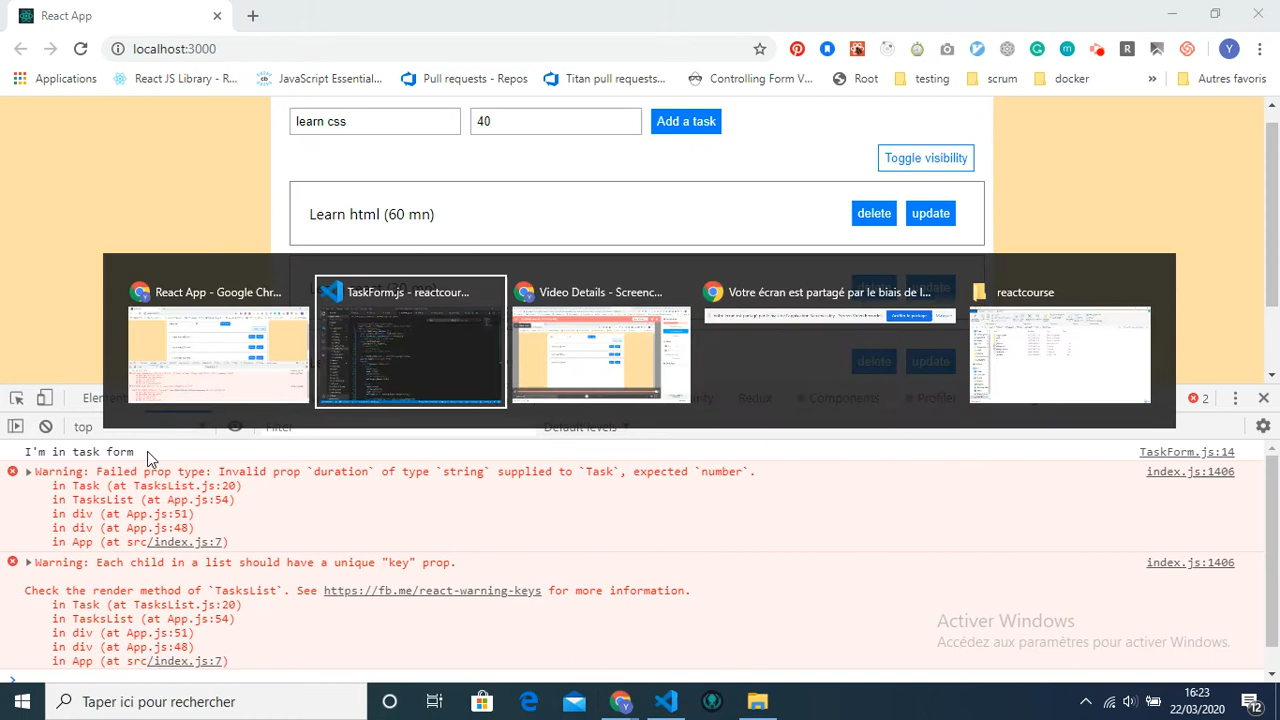 React App
localhost:3000
Applications
React JS Library - R...
JavaScript Essential...
Pull requests - Repos
Titan pull requests...
Controlling Form V...
Root
testing
scrum
docker
»
Autres favoris
learn css
40
Add a task
Toggle visibility
Learn html (60 mn)
delete
update
React App - Google Chr...
TaskForm.js - reactcour...
Video Details - Screenc...
Votre écran est partagé par le biais de l...
reactcourse
delete
update
Redux
Components
2
top
Filter
Default levels
I'm in task form
TaskForm.js:14
Warning: Failed prop type: Invalid prop `duration` of type `string` supplied to `Task`, expected `number`.
index.js:1406
in Task (at TasksList.js:20)
in TasksList (at App.js:54)
in div (at App.js:51)
in div (at App.js:48)
in App (at src/index.js:7)
Warning: Each child in a list should have a unique "key" prop.
index.js:1406
Check the render method of `TasksList`. See https://fb.me/react-warning-keys for more information.
in Task (at TasksList.js:20)
in TasksList (at App.js:54)
in div (at App.js:51)
in div (at App.js:48)
in App (at src/index.js:7)
Activer Windows
Accédez aux paramètres pour activer Windows.
Taper ici pour rechercher
16:23
22/03/2020
12